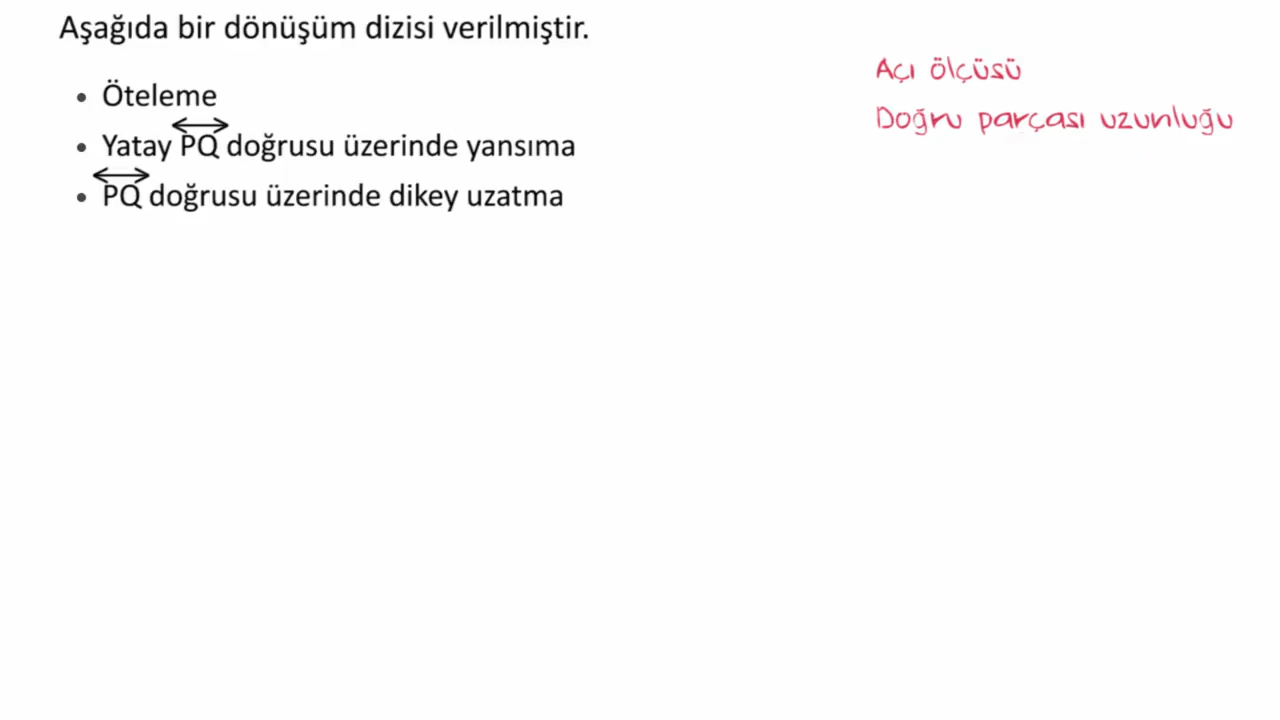 Aşağıda bir dönüşüm dizisi verilmiştir.
• Öteleme
• Yatay PQ doğrusu üzerinde yansıma
• PQ doğrusu üzerinde dikey uzatma
Açı ölçüsü
Doğru parçası uzunluğu